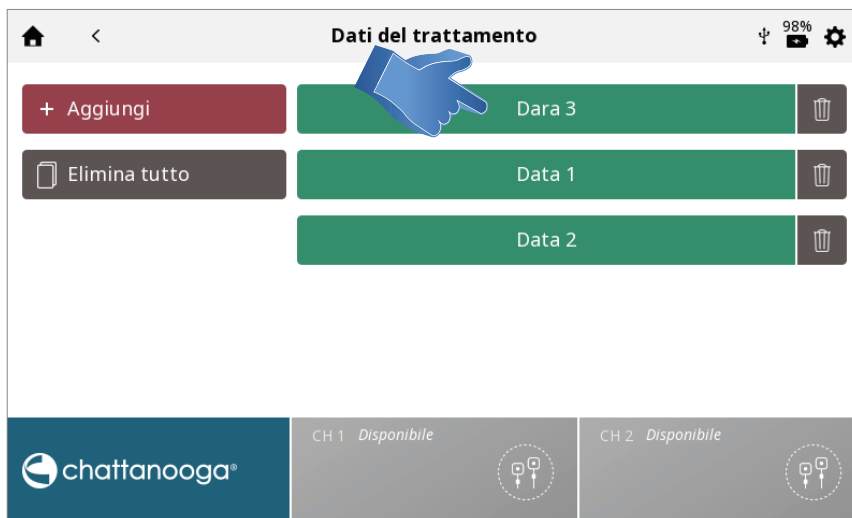 Dati del trattamento
98%
+ Aggiungi
Dara 3
Elimina tutto
Data 1
Data 2
chattanooga®
CH 1 Disponibile
CH 2 Disponibile